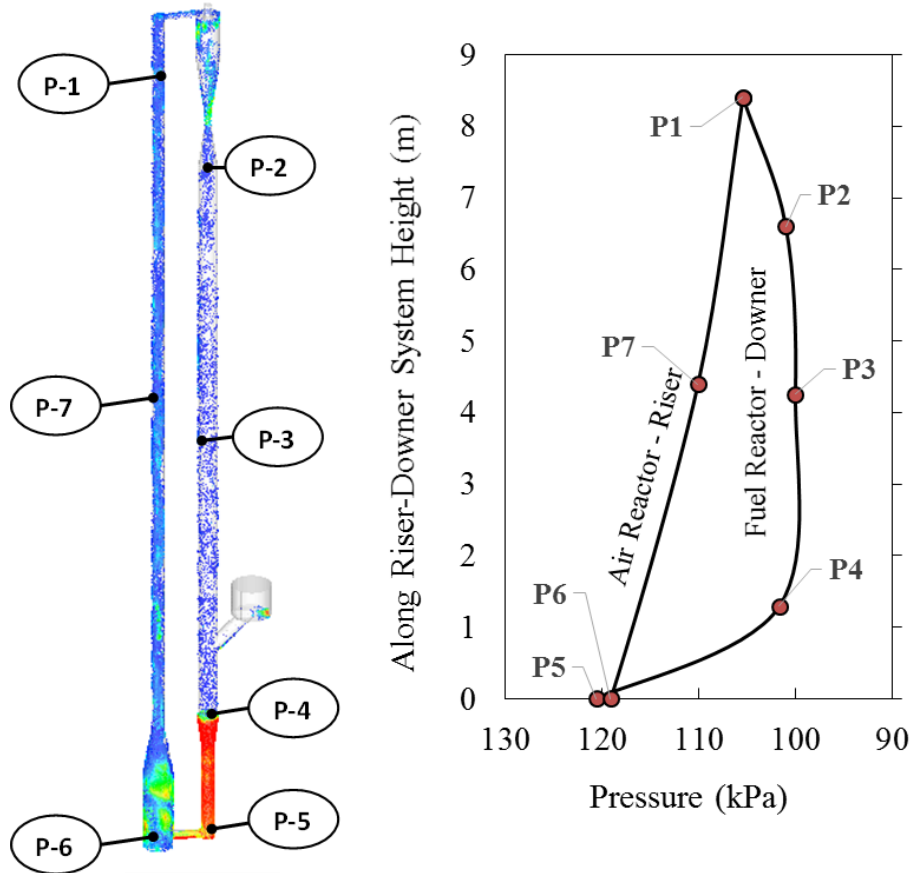 P-1
P-2
P-7
P-3
P-4
P-5
P-6
Along Riser-Downer System Height (m)
9
8
7
6
5
4
3
2
1
0
P1
P2
P7
P3
P6
P4
P5
Air Reactor - Riser
Fuel Reactor - Downer
130 120 110 100 90
Pressure (kPa)